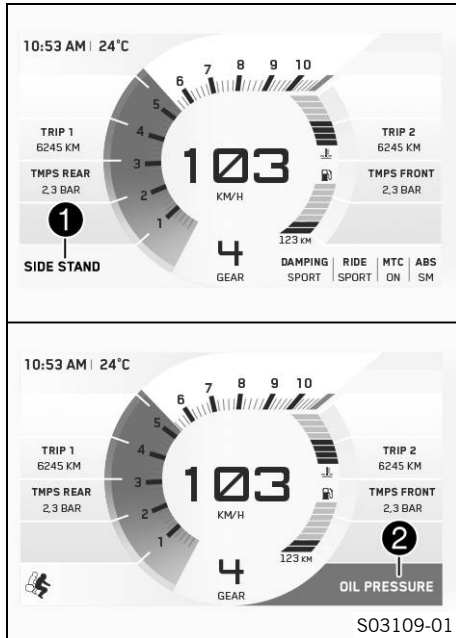 10:53 AM | 24°C
5 6 7 8 9 10
4
3
2
1
TRIP 1
6245 KM
TMPS REAR
2,3 BAR
103
KM/H
TRIP 2
6245 KM
TMPS FRONT
2,3 BAR
1
SIDE STAND
4
GEAR
123 KM
DAMPING | RIDE | MTC | ABS
SPORT | SPORT | ON | SM
10:53 AM | 24°C
5 6 7 8 9 10
4
3
2
1
TRIP 1
6245 KM
TMPS REAR
2,3 BAR
103
KM/H
TRIP 2
6245 KM
TMPS FRONT
2,3 BAR
2
4
GEAR
123 KM
OIL PRESSURE
S03109-01